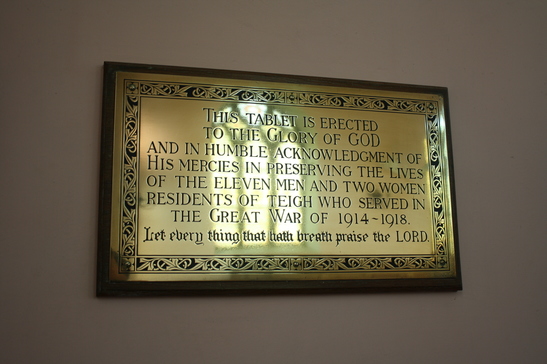 THIS TABLET IS ERECTED
TO THE GLORY OF GOD
AND IN HUMBLE ACKNOWLEDGMENT OF
HIS MERCIES IN PRESERVING THE LIVES
OF THE ELEVEN MEN AND TWO WOMEN
RESIDENTS OF TEIGH WHO SERVED IN
THE GREAT WAR OF 1914~1918.
Let every thing that hath breath praise the LORD.